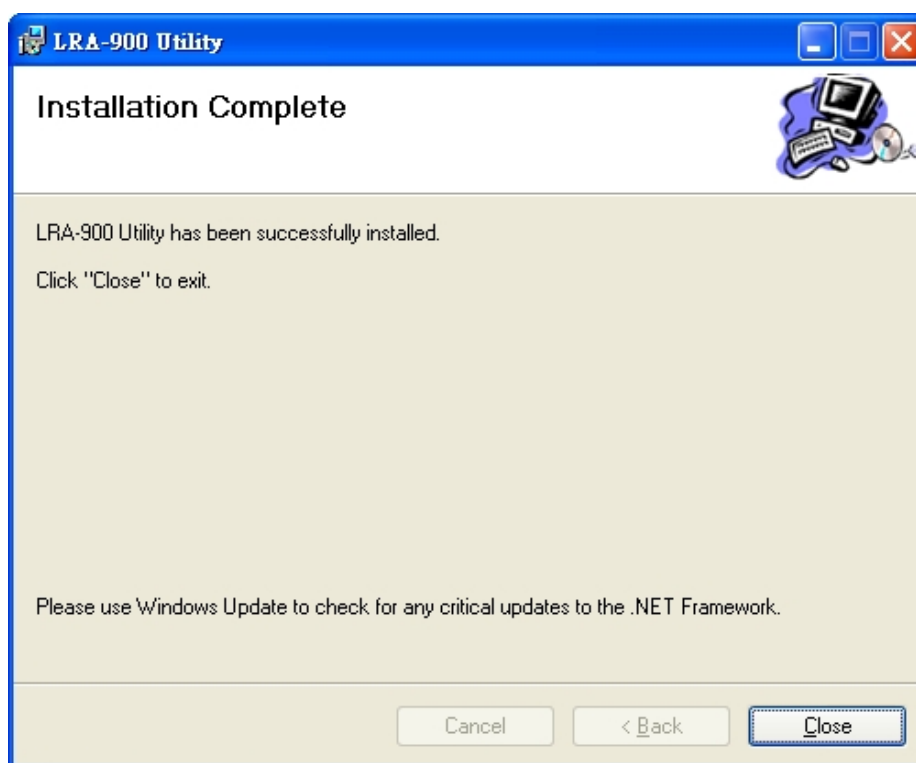 LRA-900 Utility
Installation Complete
LRA-900 Utility has been successfully installed.
Click "Close" to exit.
Please use Windows Update to check for any critical updates to the .NET Framework.
Cancel
< Back
Close